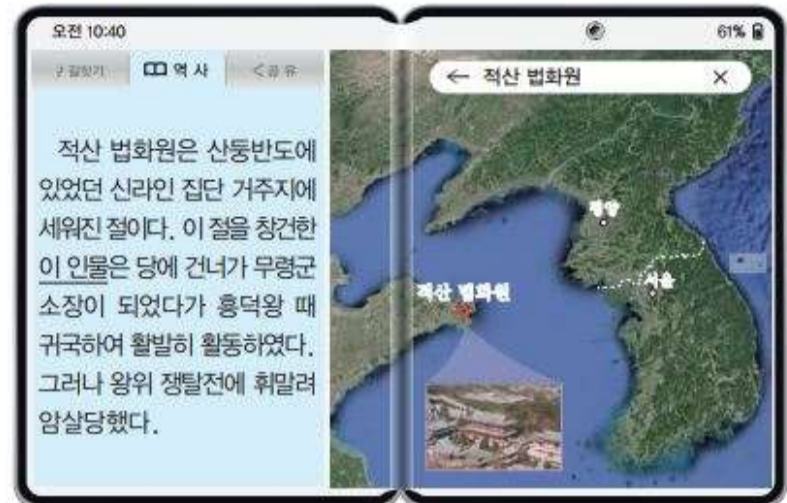 오전 10:40
61%
길찾기 역사 공유
← 적산 법화원 ×
적산 법화원은 산둥반도에
있었던 신라인 집단 거주지에
세워진 절이다. 이 절을 창건한
이 인물은 당에 건너가 무령군
소장이 되었다가 흥덕왕 때
귀국하여 활발히 활동하였다.
그러나 왕위 쟁탈전에 휘말려
암살당했다.
평양
서울
적산 법화원